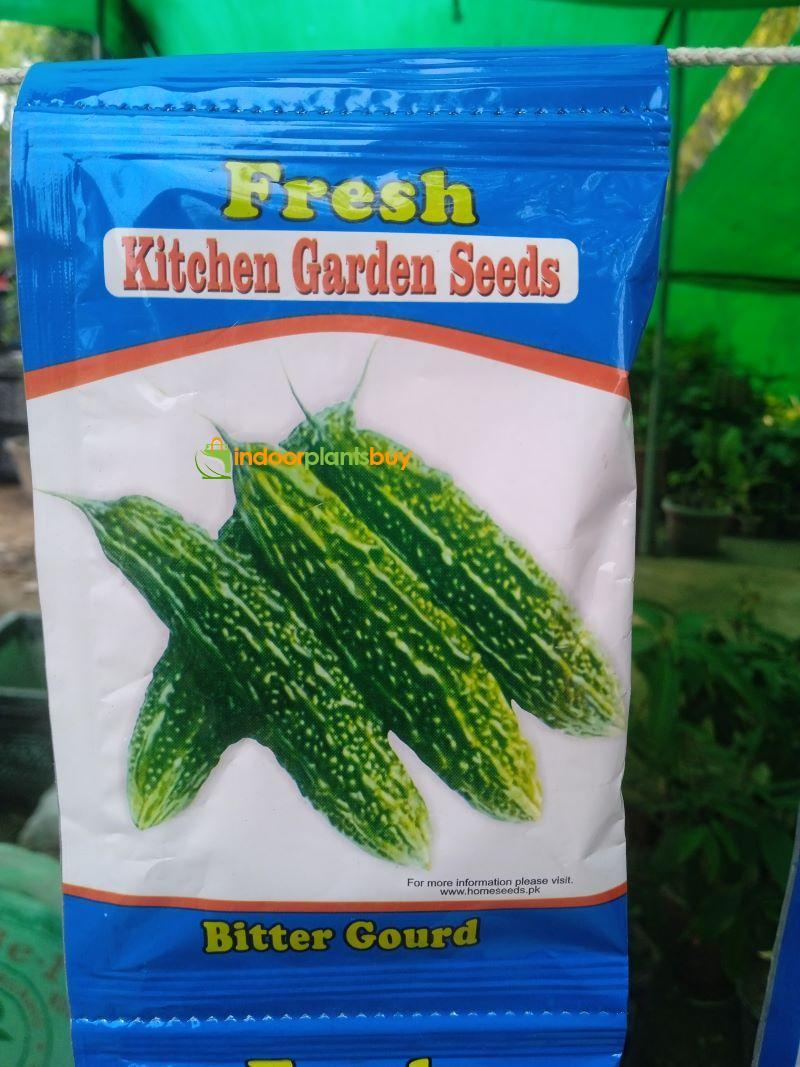 Fresh
Kitchen Garden Seeds
indoorplantsbuy
For more information please visit.
www.homeseeds.pk
Bitter Gourd